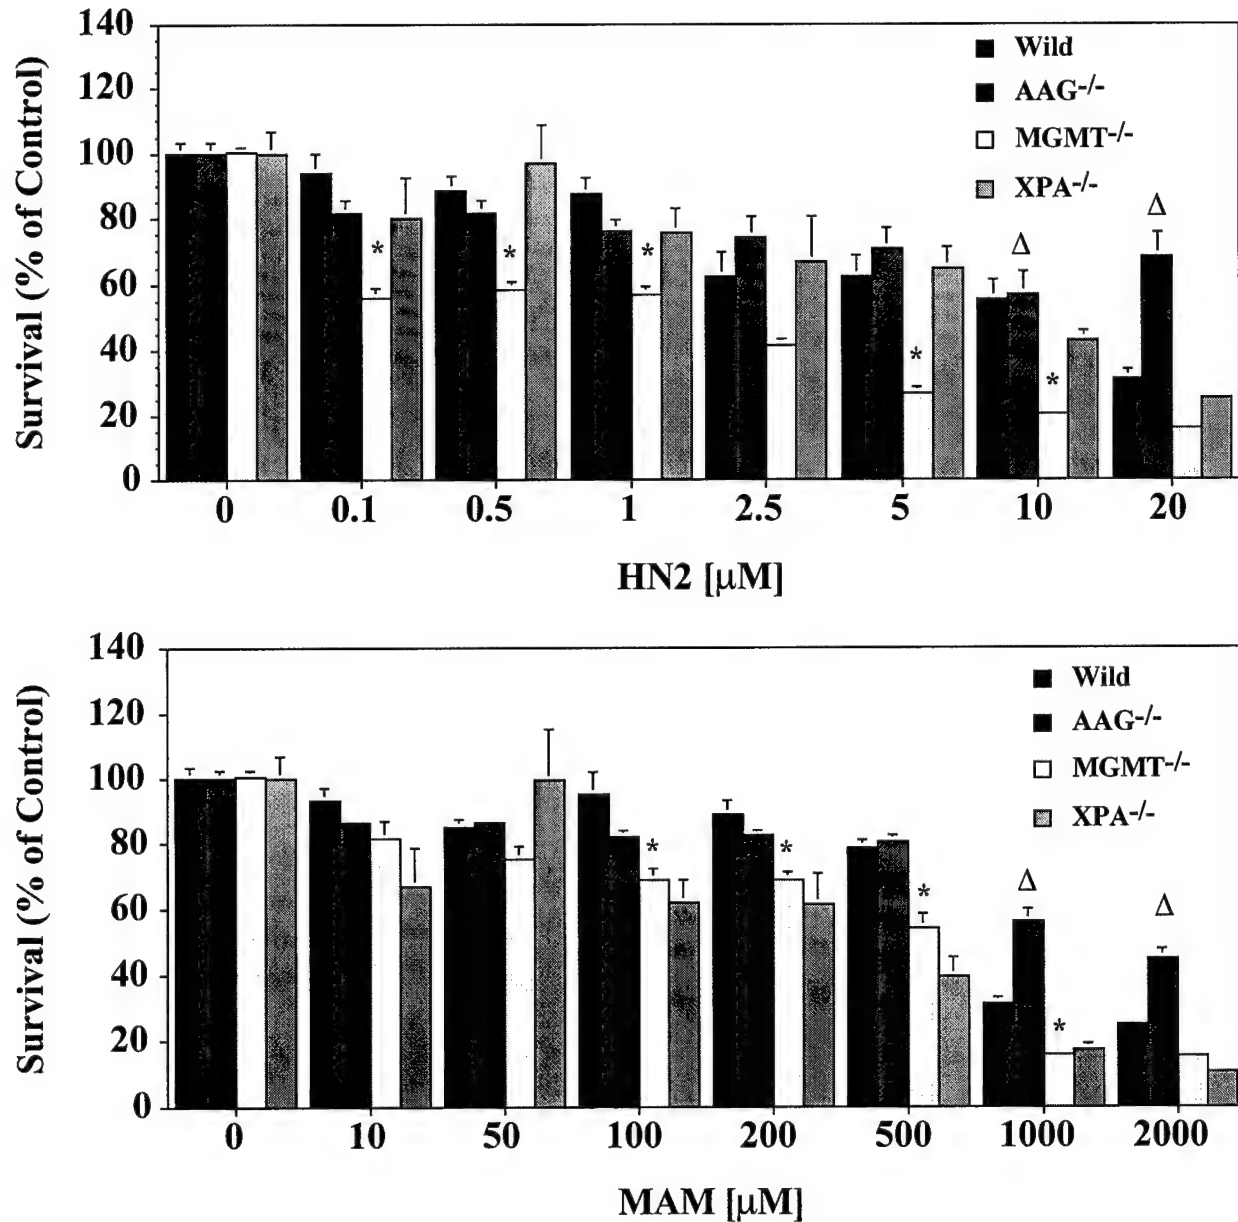 140
120
100
80
60
40
20
0
Survival (% of Control)
Wild
AAG-/-
MGMT-/-
XPA-/-
* * * * Δ * Δ
0 0.1 0.5 1 2.5 5 10 20
HN2 [μM]
140
120
100
80
60
40
20
0
Survival (% of Control)
Wild
AAG-/-
MGMT-/-
XPA-/-
* * * Δ * Δ
0 10 50 100 200 500 1000 2000
MAM [μM]